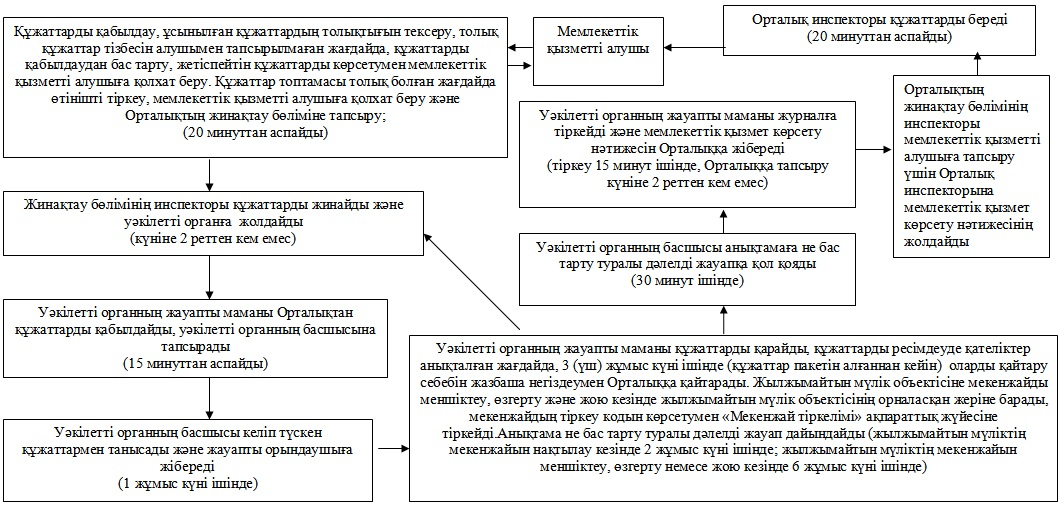 Құжаттарды қабылдау, ұсынылған құжаттардың толықтығын тексеру, толық
құжаттар тізбесін алушымен тапсырылмаған жағдайда, құжаттарды
қабылдаудан бас тарту, жетіспейтін құжаттарды көрсетумен мемлекеттік
қызметті алушыға қолхат беру. Құжаттар топтамасы толық болған жағдайда
өтінішті тіркеу, мемлекеттік қызметті алушыға қолхат беру және
Орталықтың жинақтау бөліміне тапсыру;
(20 минуттан аспайды)
Мемлекеттік
қызметті алушы
Орталық инспекторы құжаттарды береді
(20 минуттан аспайды)
Уәкілетті органның жауапты маманы журналға
тіркейді және мемлекеттік қызмет көрсету
нәтижесін Орталыққа жібереді
(тіркеу 15 минут ішінде, Орталыққа тапсыру
күніне 2 реттен кем емес)
Орталықтың
жинақтау бөлімінің
инспекторы
мемлекеттік қызметті
алушыға тапсыру
үшін Орталық
инспекторына
мемлекеттік қызмет
көрсету нәтижесінің
жолдайды
Жинақтау бөлімінің инспекторы құжаттарды жинайды және
уәкілетті органға жолдайды
(күніне 2 реттен кем емес)
Уәкілетті органның басшысы анықтамаға не бас
тарту туралы дәлелді жауапқа қол қояды
(30 минут ішінде)
Уәкілетті органның жауапты маманы Орталықтан
құжаттарды қабылдайды, уәкілетті органның басшысына
тапсырады
(15 минуттан аспайды)
Уәкілетті органның жауапты маманы құжаттарды қарайды, құжаттарды ресімдеуде қателіктер
анықталған жағдайда, 3 (үш) жұмыс күні ішінде (құжаттар пакетін алғаннан кейін) оларды қайтару
себебін жазбаша негіздеумен Орталыққа қайтарады. Жылжымайтын мүлік объектісіне мекенжайды
меншіктеу, өзгерту және жою кезінде жылжымайтын мүлік объектісінің орналасқан жеріне барады,
мекенжайдың тіркеу кодын көрсетумен «Мекенжай тіркелімі» ақпараттық жүйесіне
тіркейді.Анықтама не бас тарту туралы дәлелді жауап дайындайды (жылжымайтын мүліктің
мекенжайын нақтылау кезінде 2 жұмыс күні ішінде; жылжымайтын мүліктің мекенжайын
меншіктеу, өзгерту немесе жою кезінде 6 жұмыс күні ішінде)
Уәкілетті органның басшысы келіп түскен
құжаттармен танысады және жауапты орындаушыға
жібереді
(1 жұмыс күні ішінде)